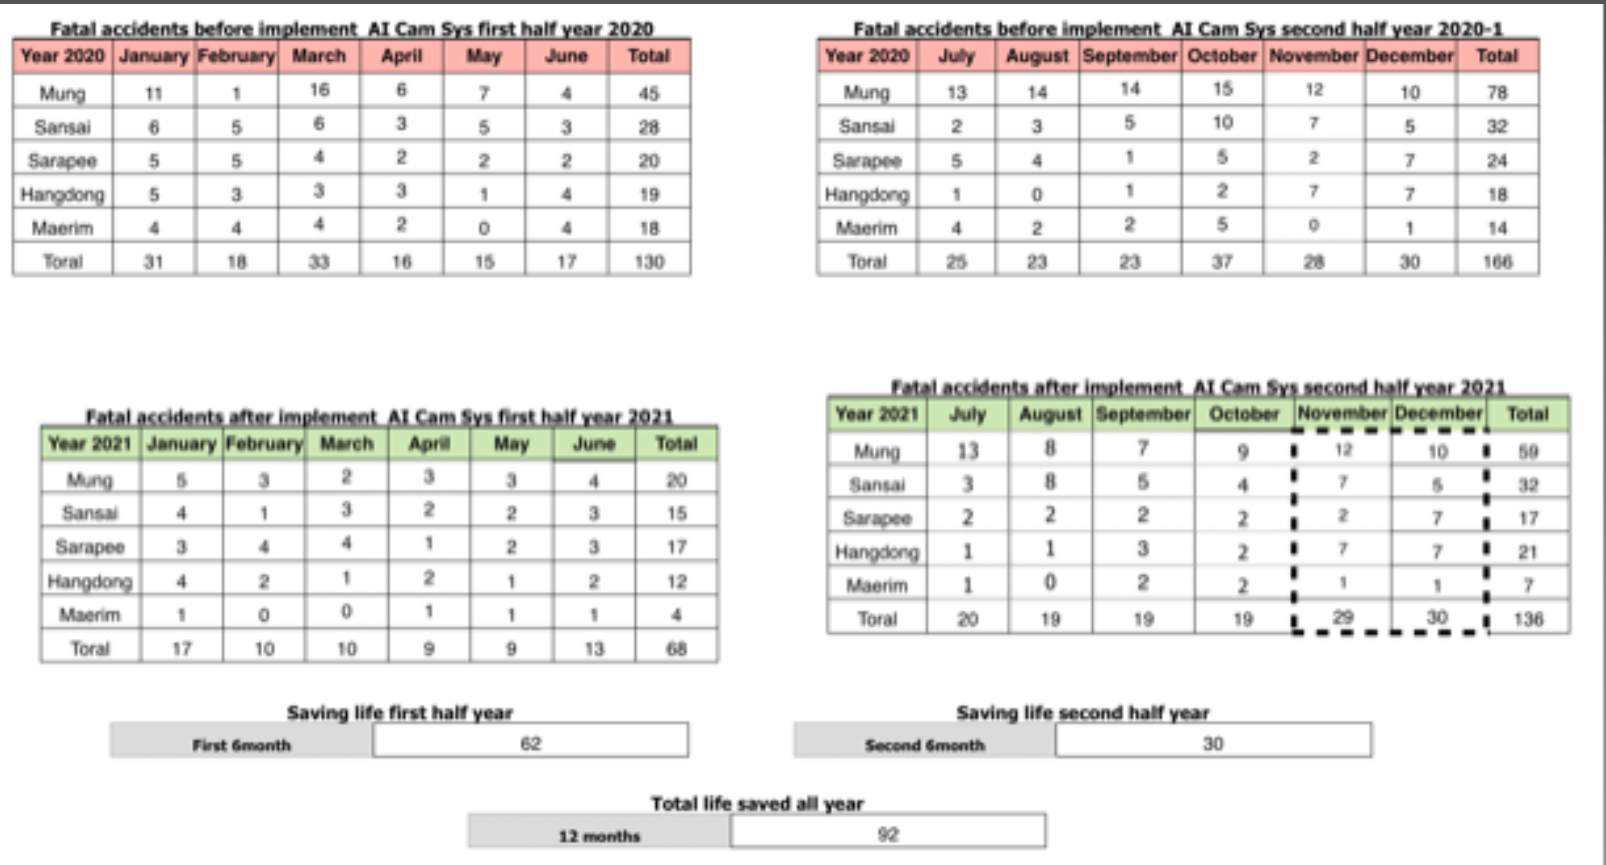 Fatal accidents before implement AI Cam Sys first half year 2020
Year 2020 January February March April May June Total
Mung 11 1 16 6 7 4 45
Sansai 6 5 6 3 5 3 28
Sarapee 5 5 4 2 2 2 20
Hangdong 5 3 3 3 1 4 19
Maerim 4 4 4 2 0 4 18
Toral 31 18 33 16 15 17 130
Fatal accidents before implement AI Cam Sys second half year 2020-1
Year 2020 July August September October November December Total
Mung 13 14 14 15 12 10 78
Sansai 2 3 5 10 7 5 32
Sarapee 5 4 1 5 2 7 24
Hangdong 1 0 1 2 7 7 18
Maerim 4 2 2 5 0 1 14
Toral 25 23 23 37 28 30 166
Fatal accidents after implement AI Cam Sys first half year 2021
Year 2021 January February March April May June Total
Mung 5 3 2 3 3 4 20
Sansai 4 1 3 2 2 3 15
Sarapee 3 4 4 1 2 3 17
Hangdong 4 2 1 2 1 2 12
Maerim 1 0 0 1 1 1 4
Toral 17 10 10 9 9 13 68
Fatal accidents after implement AI Cam Sys second half year 2021
Year 2021 July August September October November December Total
Mung 13 8 7 9 12 10 59
Sansai 3 8 5 4 7 5 32
Sarapee 2 2 2 2 2 7 17
Hangdong 1 1 3 2 7 7 21
Maerim 1 0 2 2 1 1 7
Toral 20 19 19 19 29 30 136
Saving life first half year
First 6month 62
Saving life second half year
Second 6month 30
Total life saved all year
12 months 92